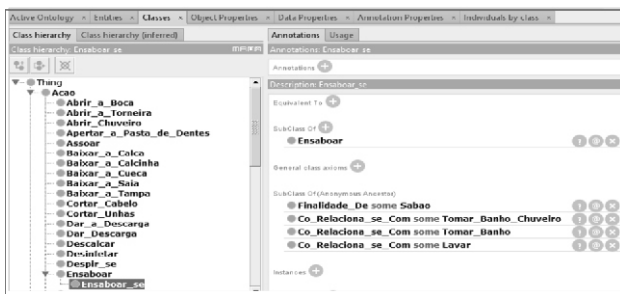 Active Ontology × Entities × Classes × Object Properties × Data Properties × Annotation Properties × Individuals by class ×
Class hierarchy Class hierarchy (inferred)
Class hierarchy: Ensaboar_se
Thing
Acao
Abrir_a_Boca
Abrir_a_Torneira
Abrir_Chuveiro
Apertar_a_Pasta_de_Dentes
Assoar
Baixar_a_Calca
Baixar_a_Calcinha
Baixar_a_Cueca
Baixar_a_Saia
Baixar_a_Tampa
Cortar_Cabelo
Cortar_Unhas
Dar_a_Descarga
Dar_Descarga
Descalcar
Desinfetar
Despir_se
Ensaboar
Ensaboar_se
Annotations Usage
Annotations: Ensaboar_se
Annotations
Description: Ensaboar_se
Equivalent To
SubClass Of
Ensaboar
General class axioms
SubClass Of (Anonymous Ancestor)
Finalidade_De some Sabao
Co_Relaciona_se_Com some Tomar_Banho_Chuveiro
Co_Relaciona_se_Com some Tomar_Banho
Co_Relaciona_se_Com some Lavar
Instances